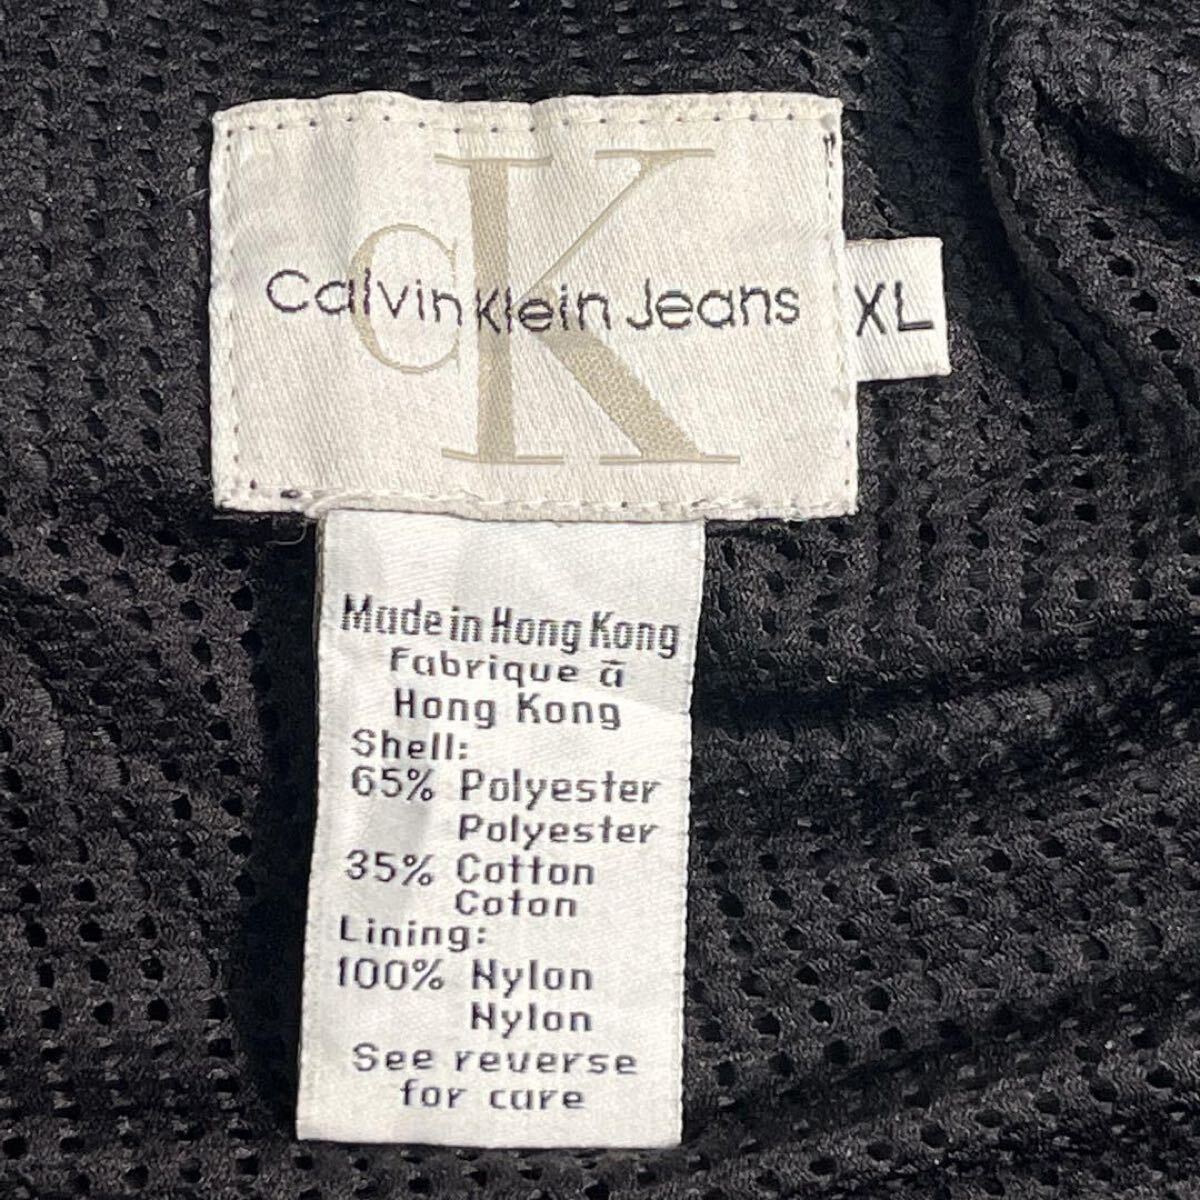 CK
Calvin Klein Jeans
XL
Made in Hong Kong
Fabrique à
Hong Kong
Shell:
65% Polyester
Polyester
35% Cotton
Coton
Lining:
100% Nylon
Nylon
See reverse
for care